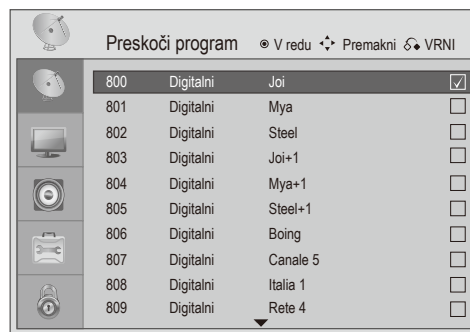 Preskoči program V redu Premakni VRNI
800 Digitalni Joi
801 Digitalni Mya
802 Digitalni Steel
803 Digitalni Joi+1
804 Digitalni Mya+1
805 Digitalni Steel+1
806 Digitalni Boing
807 Digitalni Canale 5
808 Digitalni Italia 1
809 Digitalni Rete 4